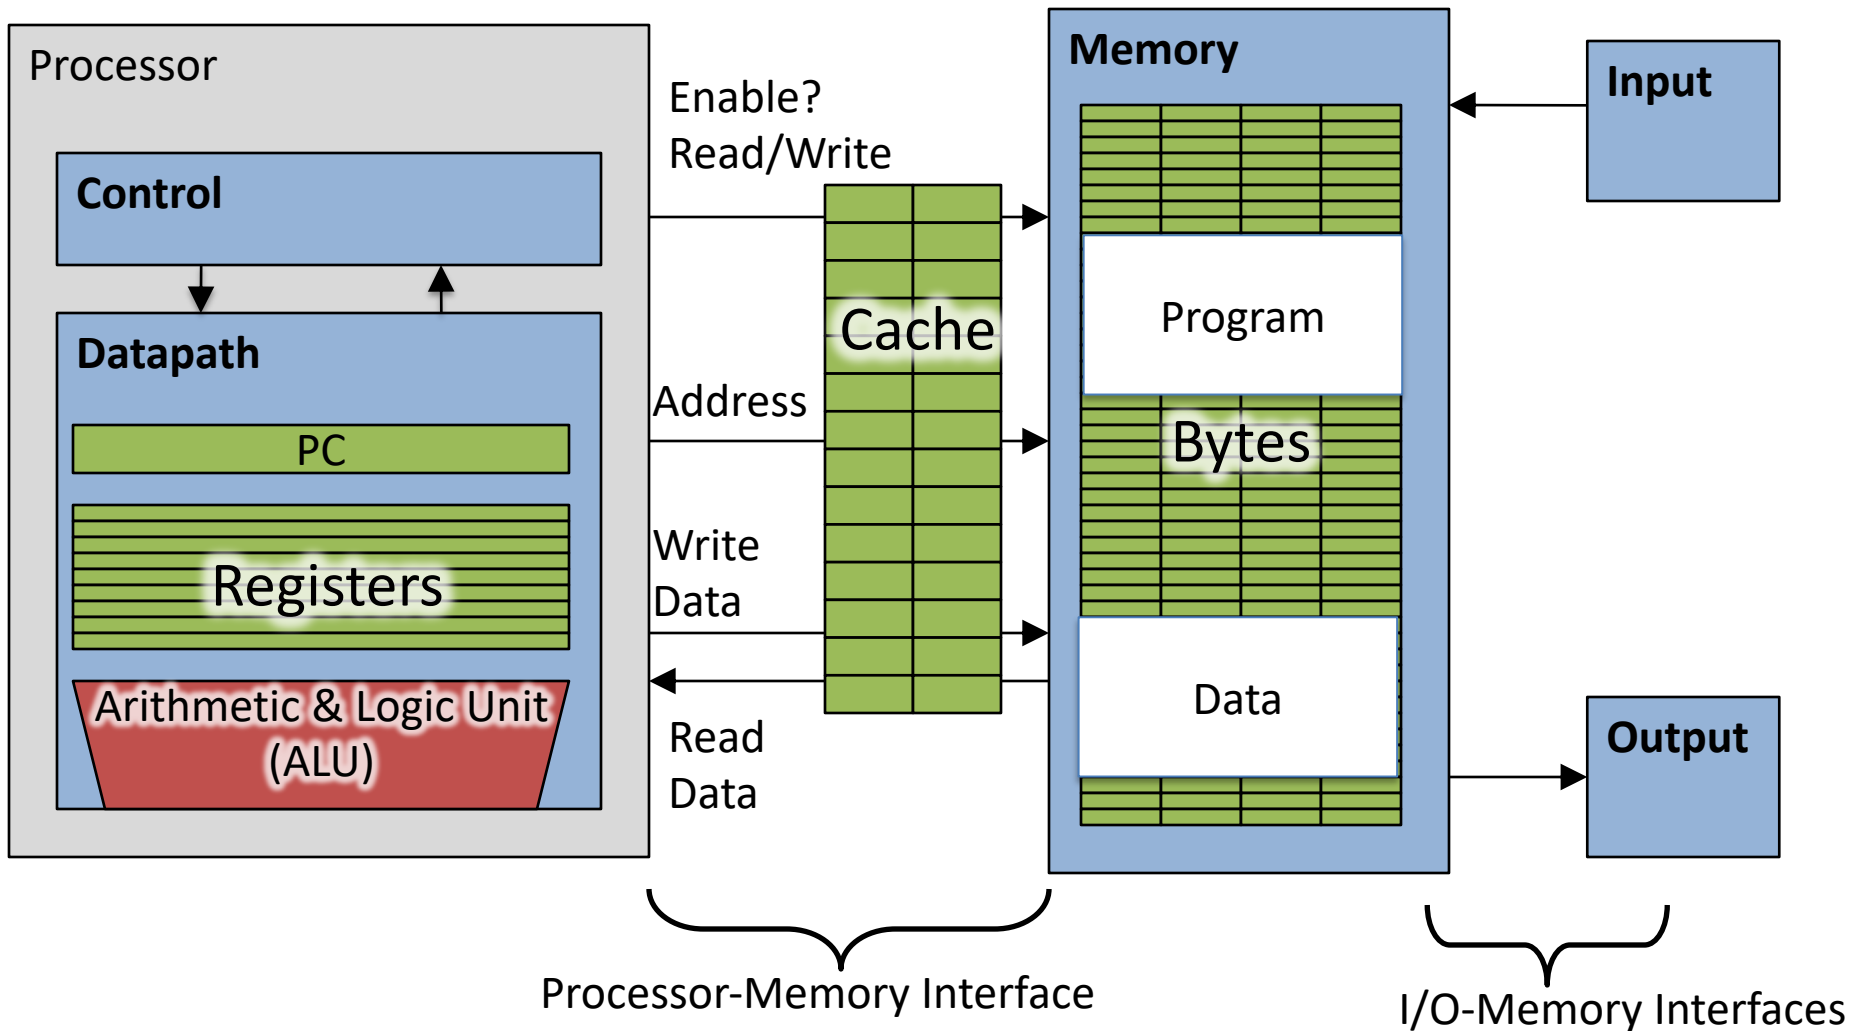 Processor
Control
Datapath
PC
Registers
Arithmetic & Logic Unit
(ALU)
Enable?
Read/Write
Cache
Address
Write
Data
Read
Data
Memory
Program
Bytes
Data
Input
Output
Processor-Memory Interface
I/O-Memory Interfaces